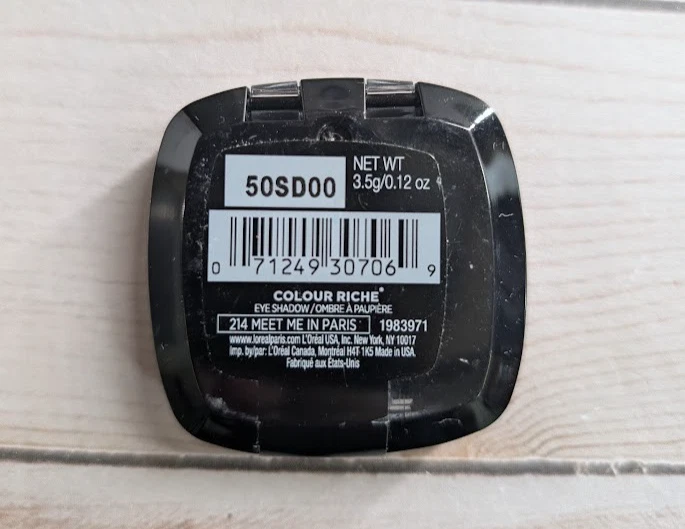 50SD00
NET WT
3.5g/0.12 oz
0 71249 30706 9
COLOUR RICHE®
EYE SHADOW / OMBRE À PAUPIÈRE
214 MEET ME IN PARIS 1983971
www.lorealparis.com L'Oréal USA, Inc. New York, NY 10017
Imp. by/par: L'Oréal Canada, Montréal H4T 1K5 Made in USA.
Fabriqué aux États-Unis